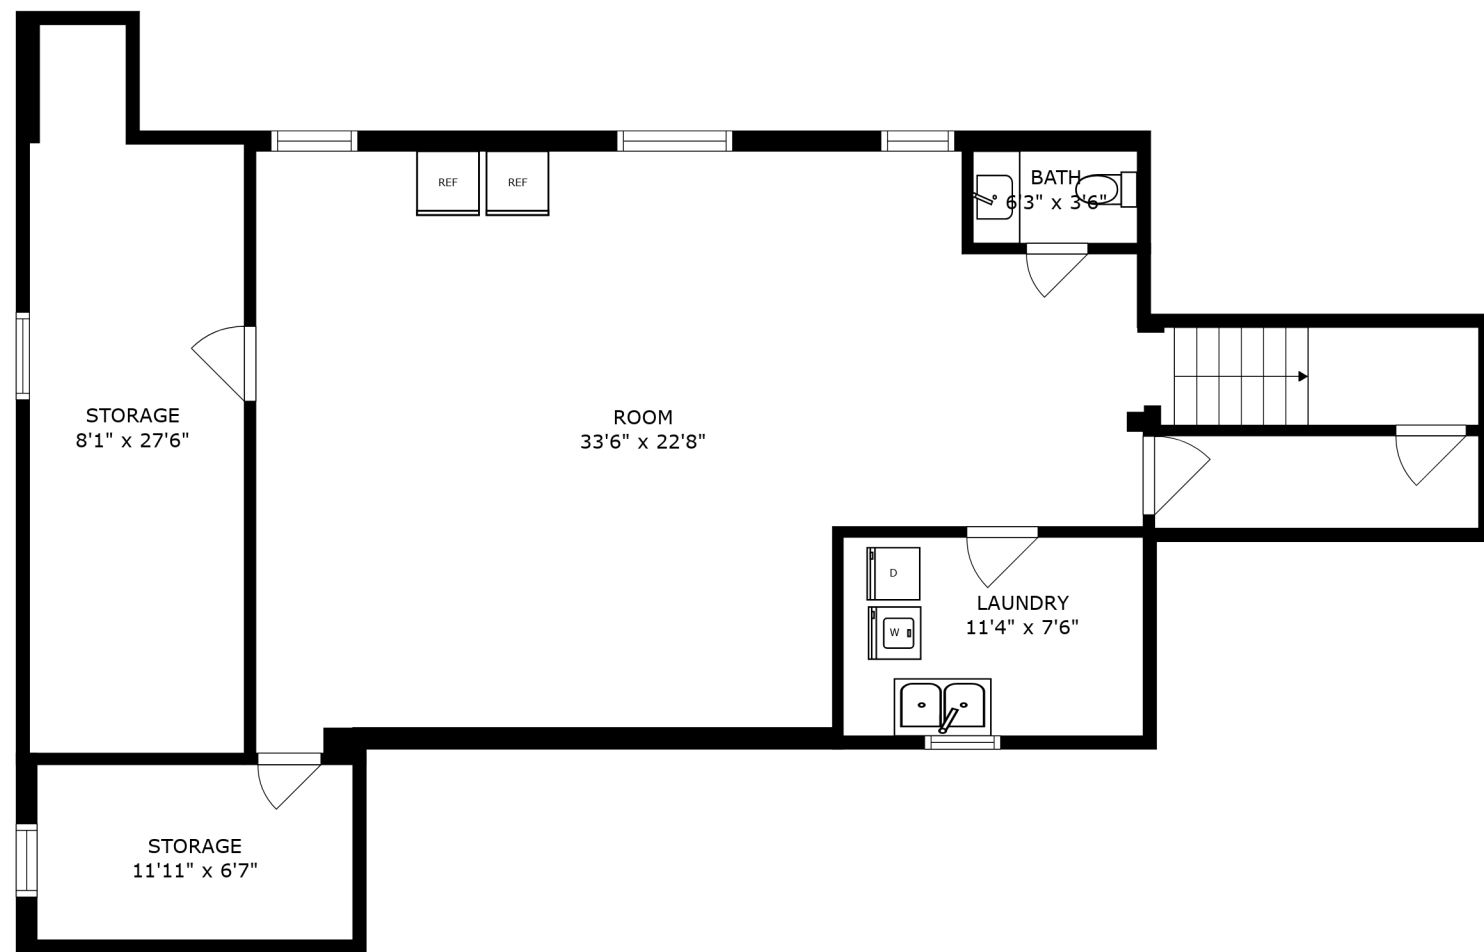 REF
REF
BATH
6'3" x 3'6"
STORAGE
8'1" x 27'6"
ROOM
33'6" x 22'8"
D
W
LAUNDRY
11'4" x 7'6"
STORAGE
11'11" x 6'7"